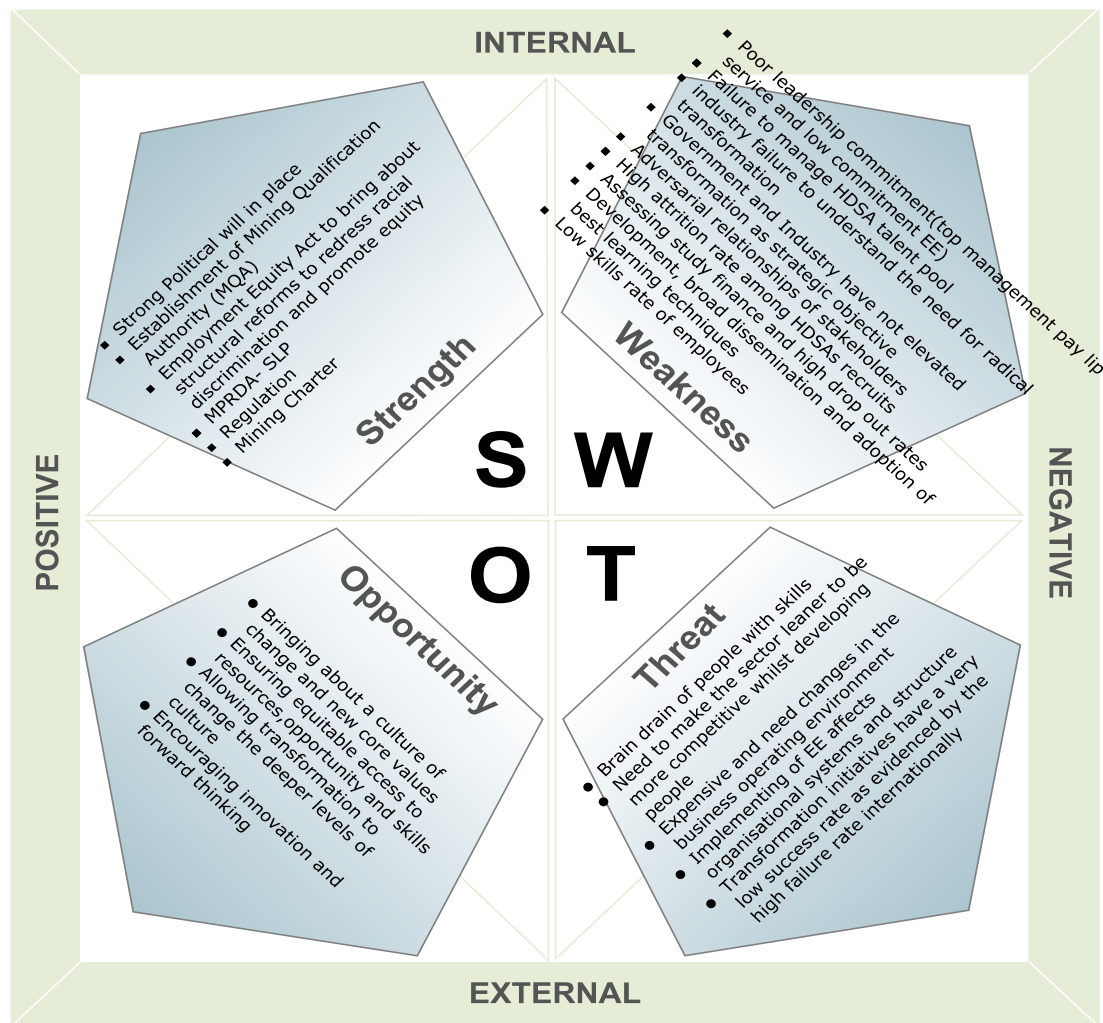 INTERNAL
Strong Political will in place
Establishment of Mining Qualification
Authority (MQA)
Employment Equity Act to bring about
structural reforms to redress racial
discrimination and promote equity
MPRDA- SLP
Regulation
Mining Charter
Strength
Poor leadership commitment(top management pay lip
service and low commitment EE)
Failure to manage HDSA talent pool
industry failure to understand the need for radical
transformation
Government and Industry have not elevated
transformation as strategic objective
Adversarial relationships of stakeholders
High attrition rate among HDSAs recruits
Assessing study finance and high drop out rates
Development, broad dissemination and adoption of
best learning techniques
Low skills rate of employees
Weakness
S W
POSITIVE
NEGATIVE
O T
Opportunity
Bringing about a culture of
change and new core values
Ensuring equitable access to
resources,opportunity and skills
Allowing transformation to
change the deeper levels of
culture
Encouraging innovation and
forward thinking
Threat
Brain drain of people with skills
Need to make the sector leaner to be
more competitive whilst developing
people
Expensive and need changes in the
business operating environment
Implementing of EE affects
organisational systems and structure
Transformation initiatives have a very
low success rate as evidenced by the
high failure rate internationally
EXTERNAL